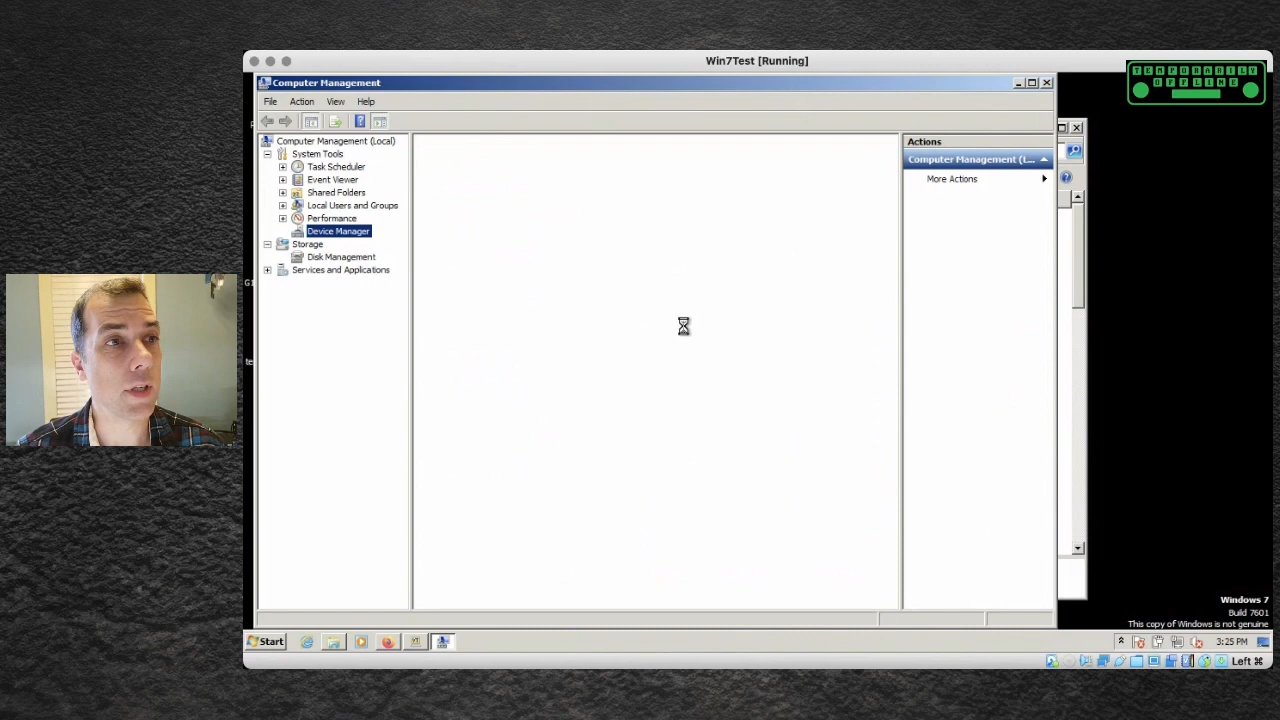 Win7Test [Running]
TEMPORARILY
OFFLINE
Computer Management
File Action View Help
Computer Management (Local)
System Tools
Task Scheduler
Event Viewer
Shared Folders
Local Users and Groups
Performance
Device Manager
Storage
Disk Management
Services and Applications
Actions
Computer Management (L...
More Actions
Windows 7
Build 7601
This copy of Windows is not genuine
Start
3:25 PM
Left ⌘